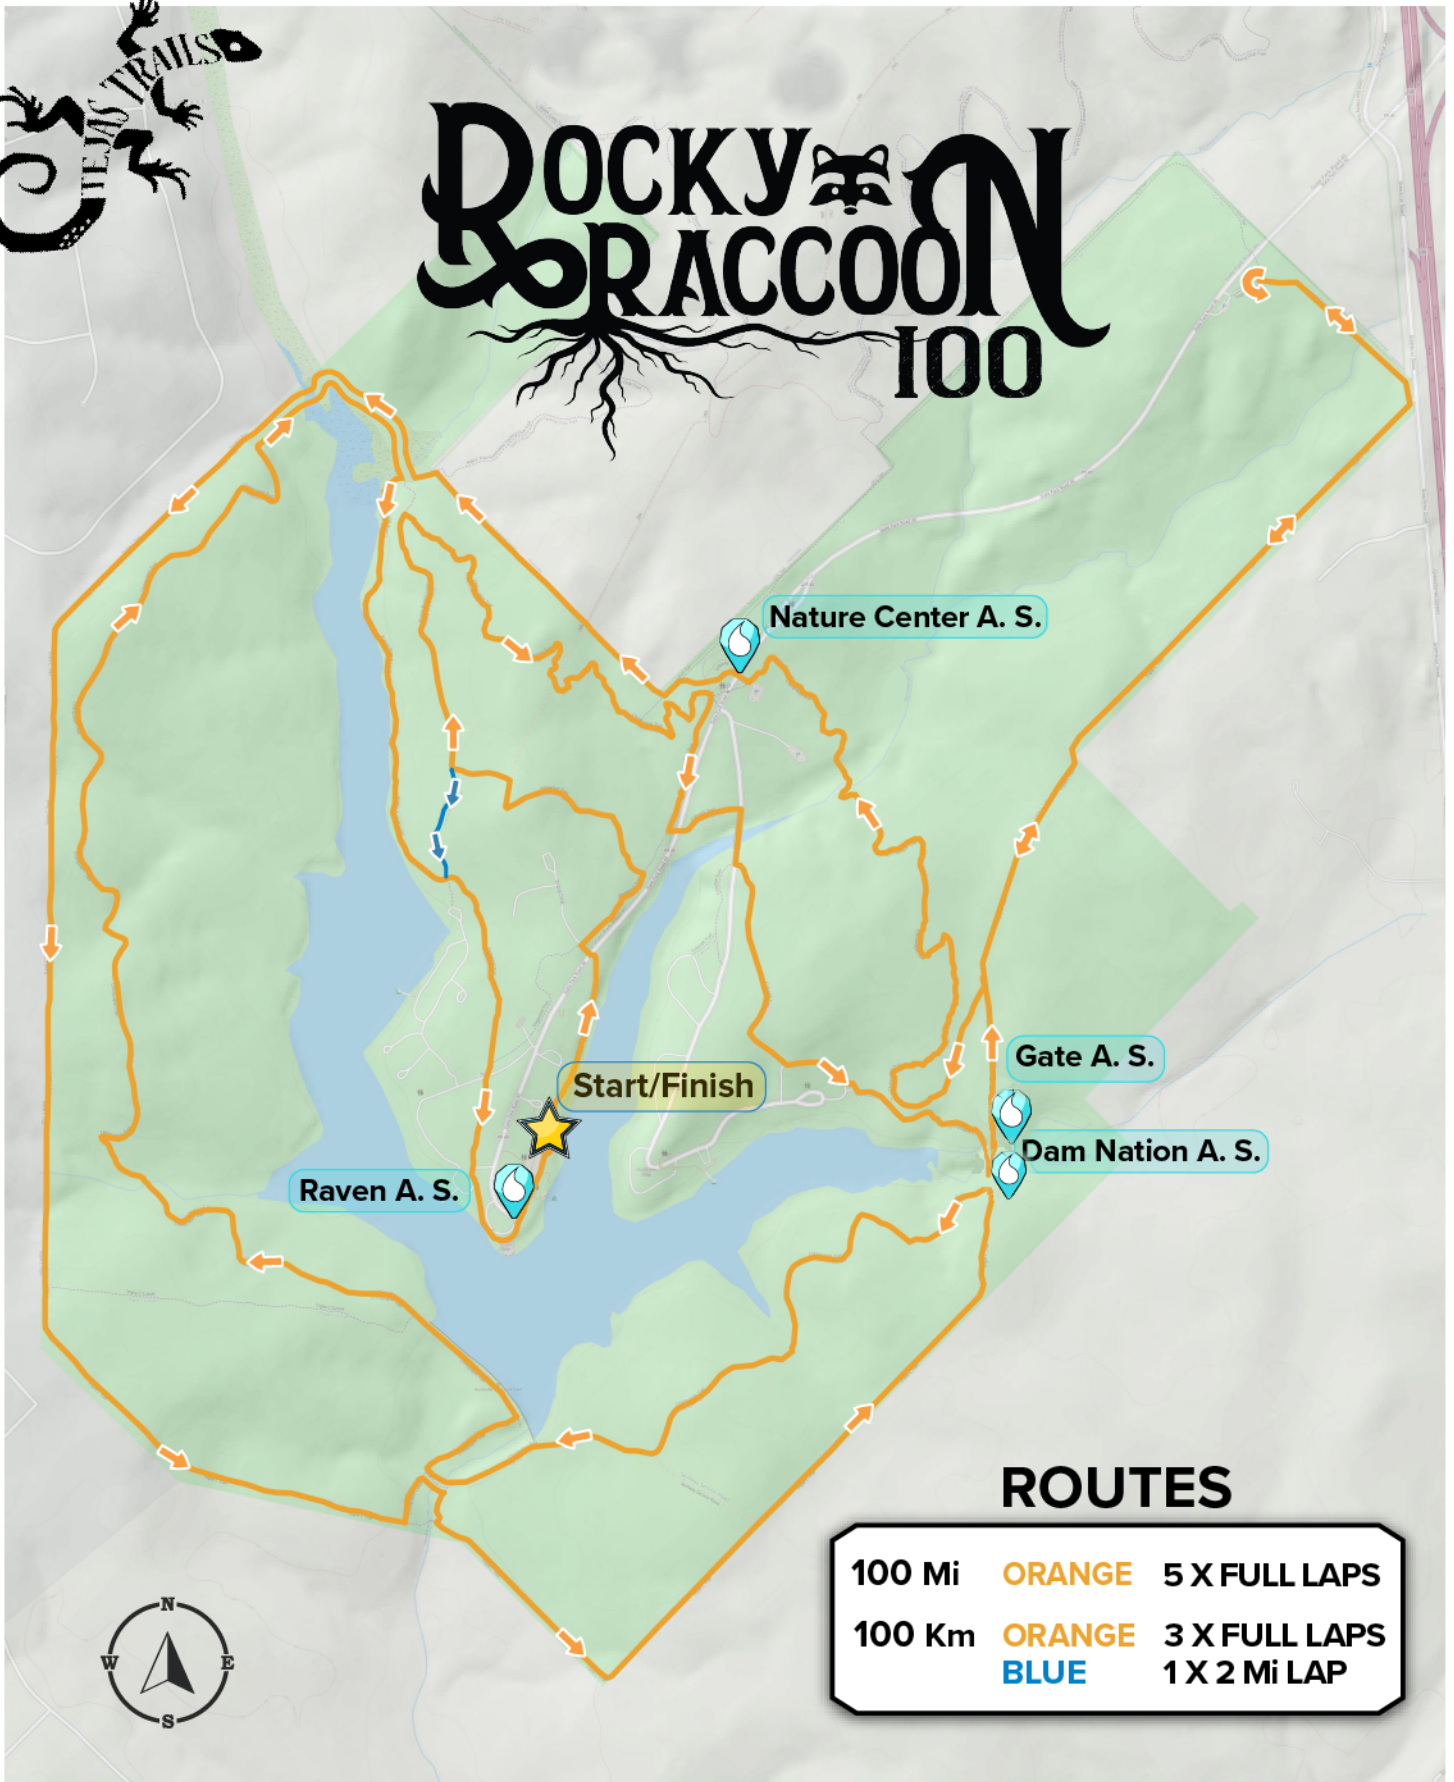 TEJAS TRAILS
ROCKY
RACCOON
100
Nature Center A. S.
Gate A. S.
Start/Finish
Dam Nation A. S.
Raven A. S.
ROUTES
100 Mi ORANGE 5 X FULL LAPS
100 Km ORANGE 3 X FULL LAPS
BLUE 1 X 2 Mi LAP
N
W E
S